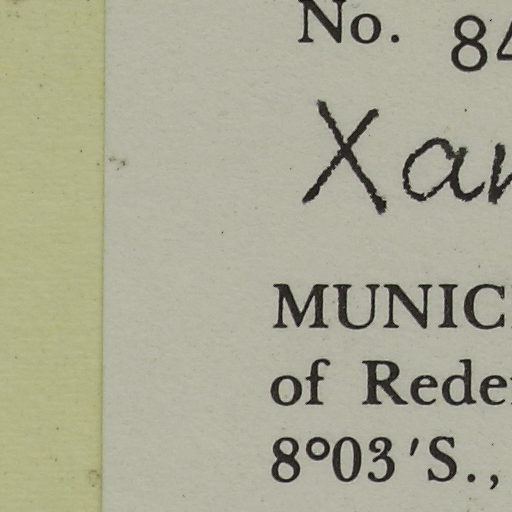 No. 84
Xan
MUNIC
of Rede
8°03′S.,